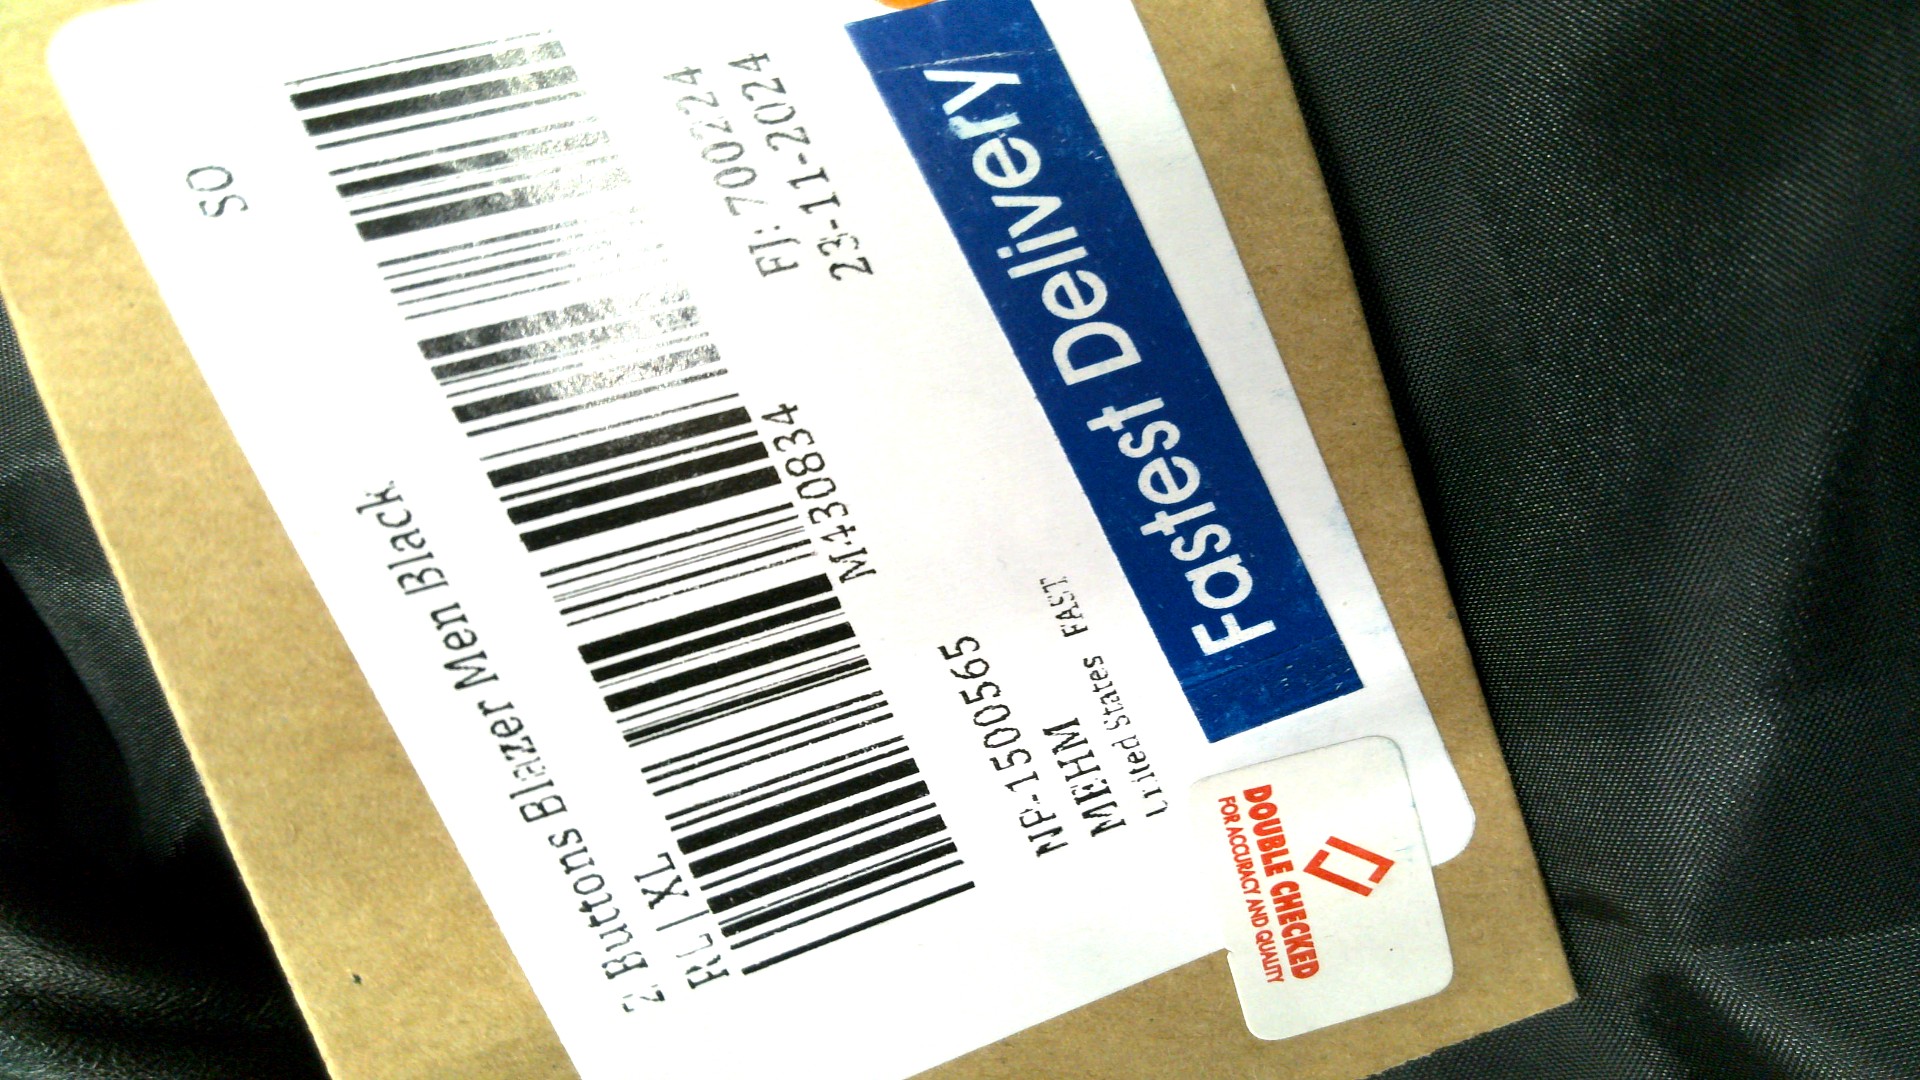 SO
2 Buttons Blazer Men Black
RL | XL
M430834
FJ: 700224
23-11-2024
NF-1500565
MEHM
United States FAST
Fastest Delivery
DOUBLE CHECKED
FOR ACCURACY AND QUALITY